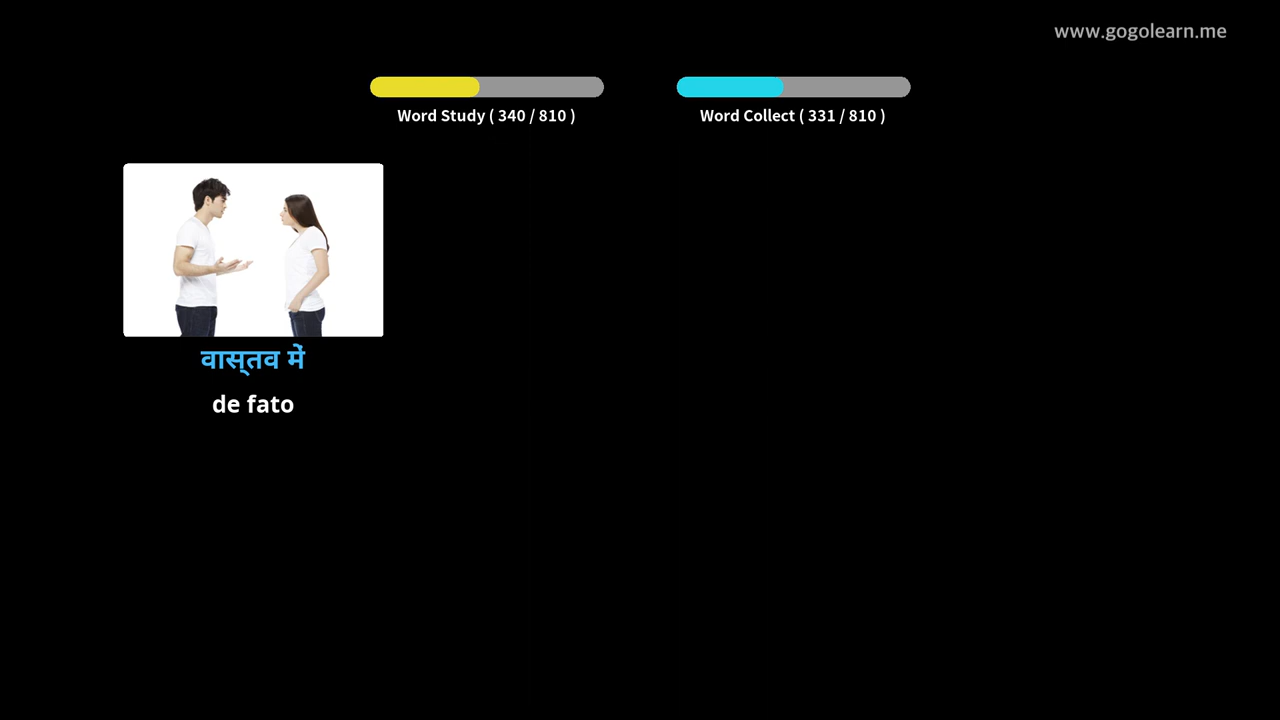 www.gogolearn.me
Word Study ( 340 / 810 )
Word Collect ( 331 / 810 )
वास्तव में
de fato